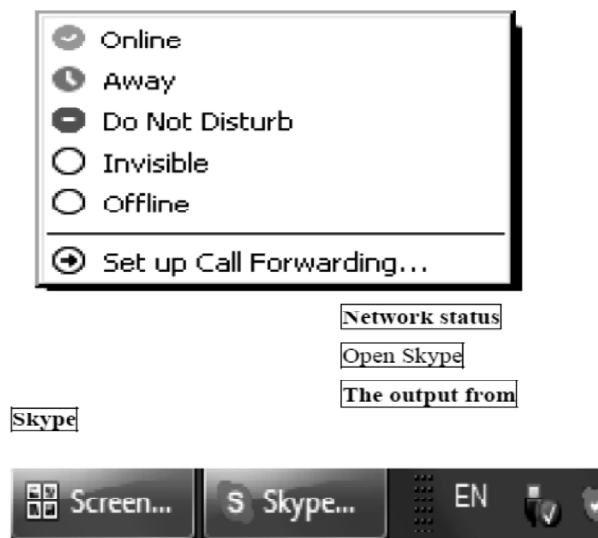 Online
Away
Do Not Disturb
Invisible
Offline
Set up Call Forwarding...
Network status
Open Skype
The output from
Skype
Screen... S Skype... EN